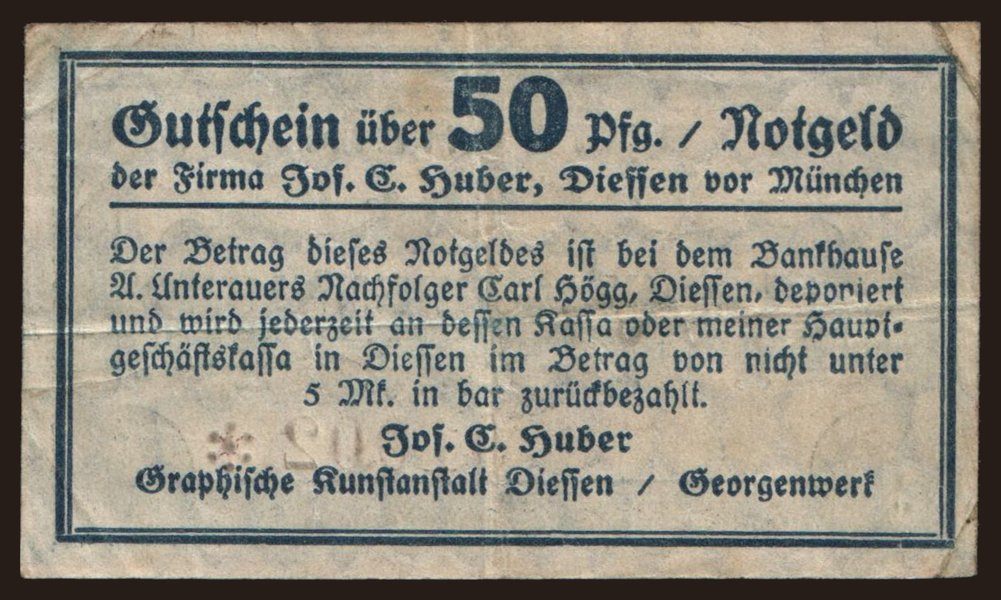 Gutschein über 50 Pfg. / Notgeld
der Firma Jos. C. Huber, Diessen vor München
Der Betrag dieses Notgeldes ist bei dem Bankhause
A. Unterauers Nachfolger Carl Högg, Diessen, deponiert
und wird jederzeit an dessen Kassa oder meiner Haupt-
geschäftskassa in Diessen im Betrag von nicht unter
5 Mk. in bar zurückbezahlt.
Jos. C. Huber
Graphische Kunstanstalt Diessen / Georgenwerk